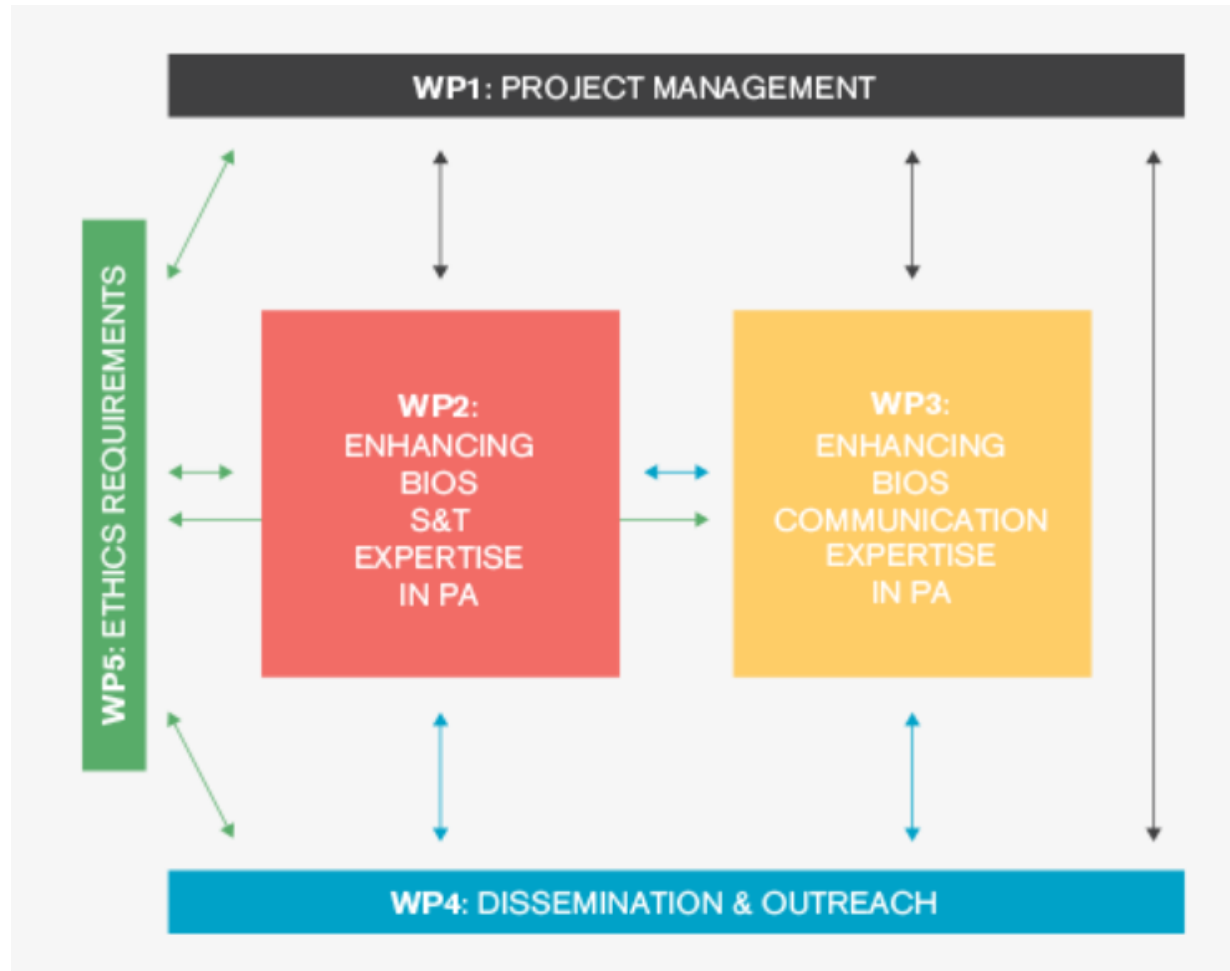 WP1: PROJECT MANAGEMENT
WP5: ETHICS REQUIREMENTS
WP2:
ENHANCING
BIOS
S&T
EXPERTISE
IN PA
WP3:
ENHANCING
BIOS
COMMUNICATION
EXPERTISE
IN PA
WP4: DISSEMINATION & OUTREACH